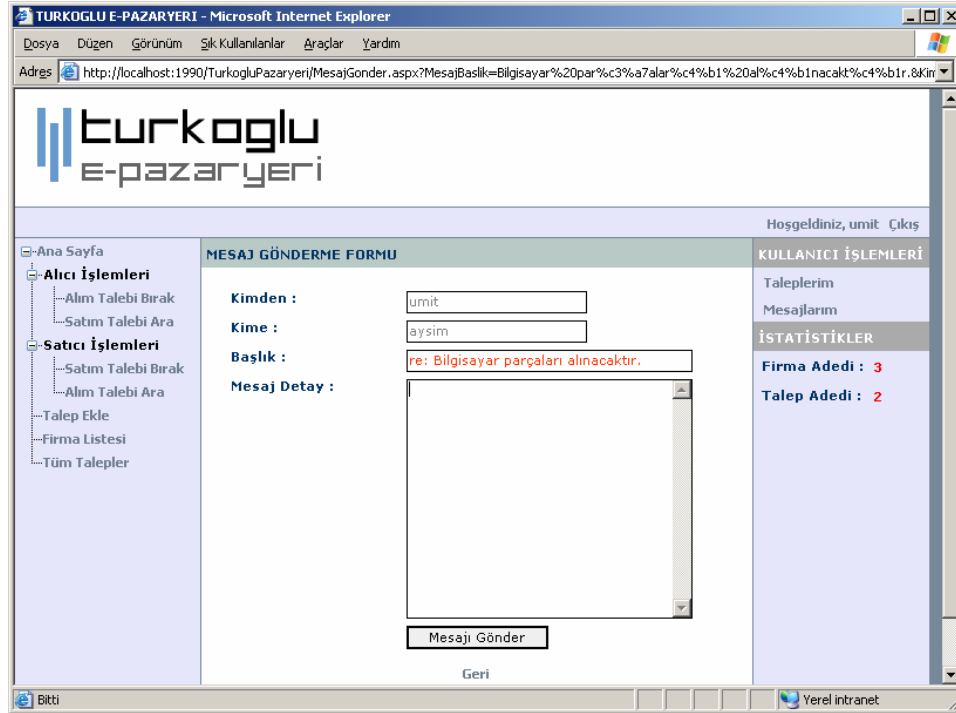 TURKOGLU E-PAZARYERI - Microsoft Internet Explorer
Dosya Düzen Görünüm Sık Kullanılanlar Araçlar Yardım
Adres http://localhost:1990/TurkogluPazaryeri/MesajGonder.aspx?MesajBaslik=Bilgisayar%20par%c3%a7alar%c4%b1%20al%c4%b1nacakt%c4%b1r.&Kim
turkoglu
e-pazaryeri
Hoşgeldiniz, umit Çıkış
Ana Sayfa
Alıcı İşlemleri
Alım Talebi Bırak
Satım Talebi Ara
Satıcı İşlemleri
Satım Talebi Bırak
Alım Talebi Ara
Talep Ekle
Firma Listesi
Tüm Talepler
MESAJ GÖNDERME FORMU
Kimden : umit
Kime : aysim
Başlık : re: Bilgisayar parçaları alınacaktır.
Mesaj Detay :
Mesajı Gönder
Geri
KULLANICI İŞLEMLERİ
Taleplerim
Mesajlarım
İSTATİSTİKLER
Firma Adedi : 3
Talep Adedi : 2
Bitti
Yerel intranet